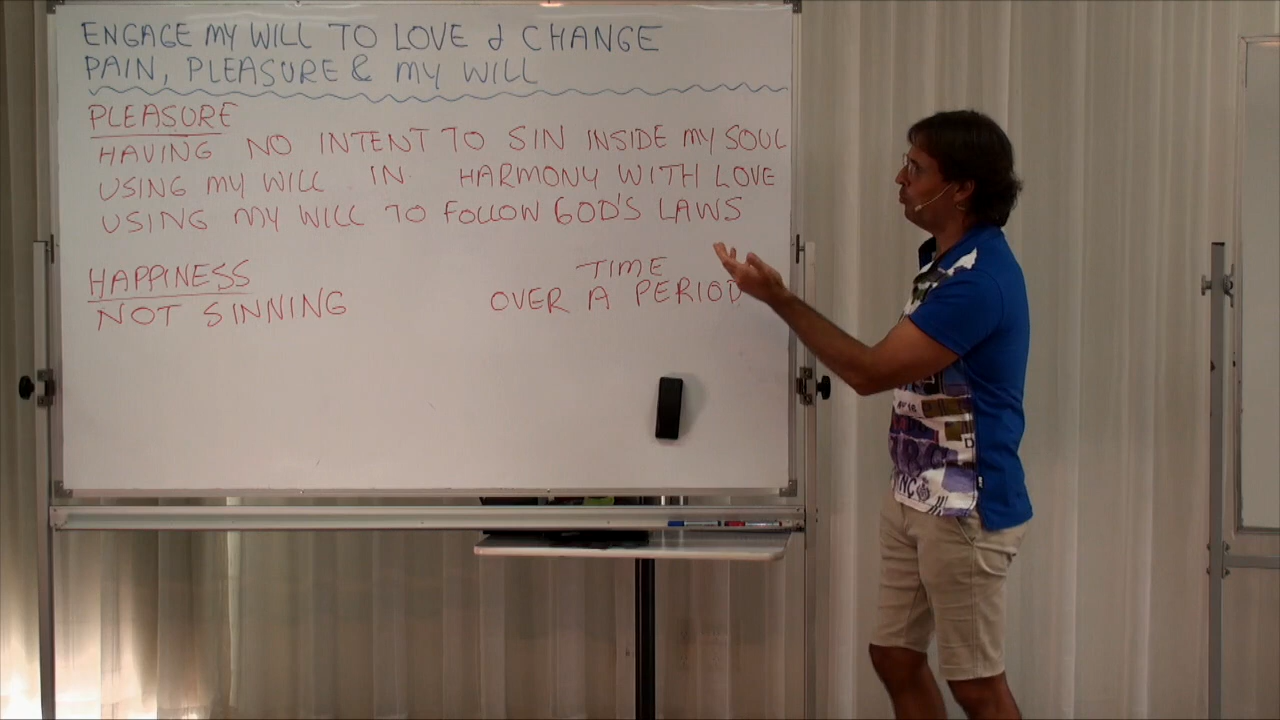 ENGAGE MY WILL TO LOVE & CHANGE
PAIN, PLEASURE & MY WILL
PLEASURE
HAVING NO INTENT TO SIN INSIDE MY SOUL
USING MY WILL IN HARMONY WITH LOVE
USING MY WILL TO FOLLOW GOD'S LAWS
HAPPINESS
NOT SINNING
TIME
OVER A PERIOD